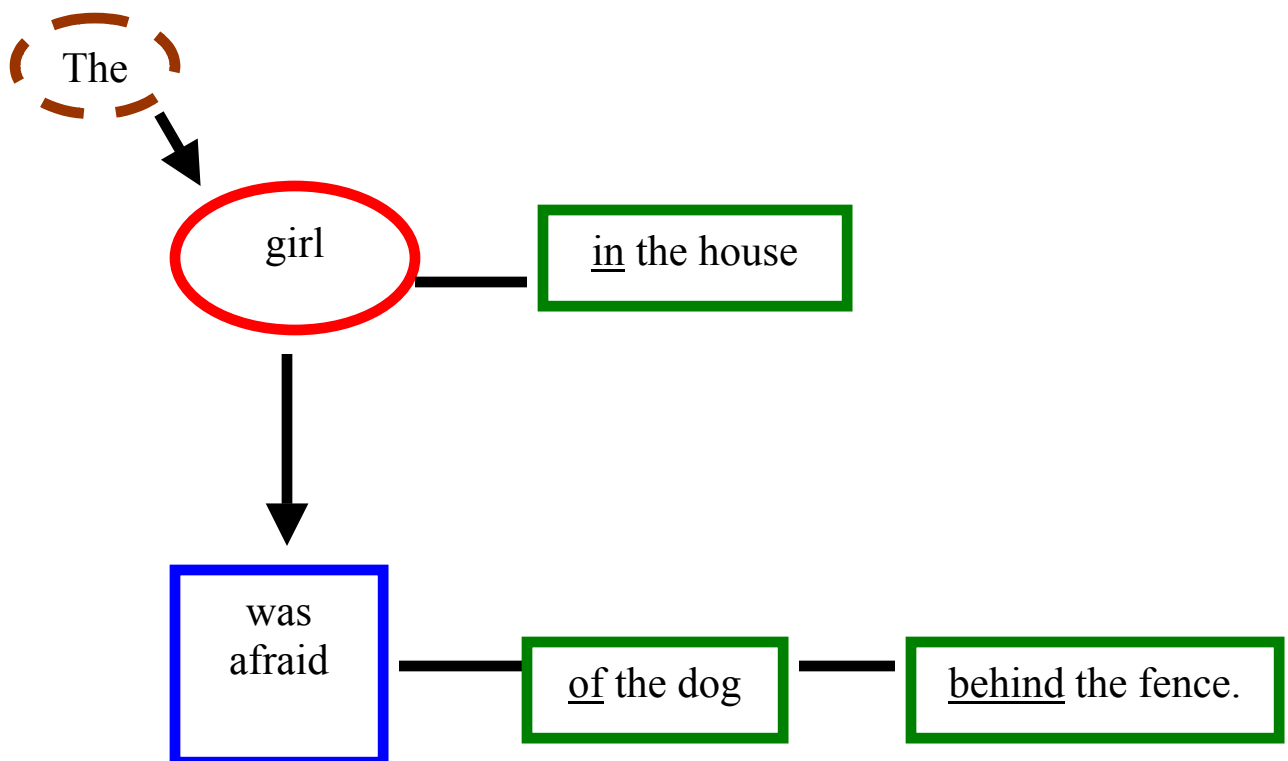 The
girl
in the house
was
afraid
of the dog
behind the fence.